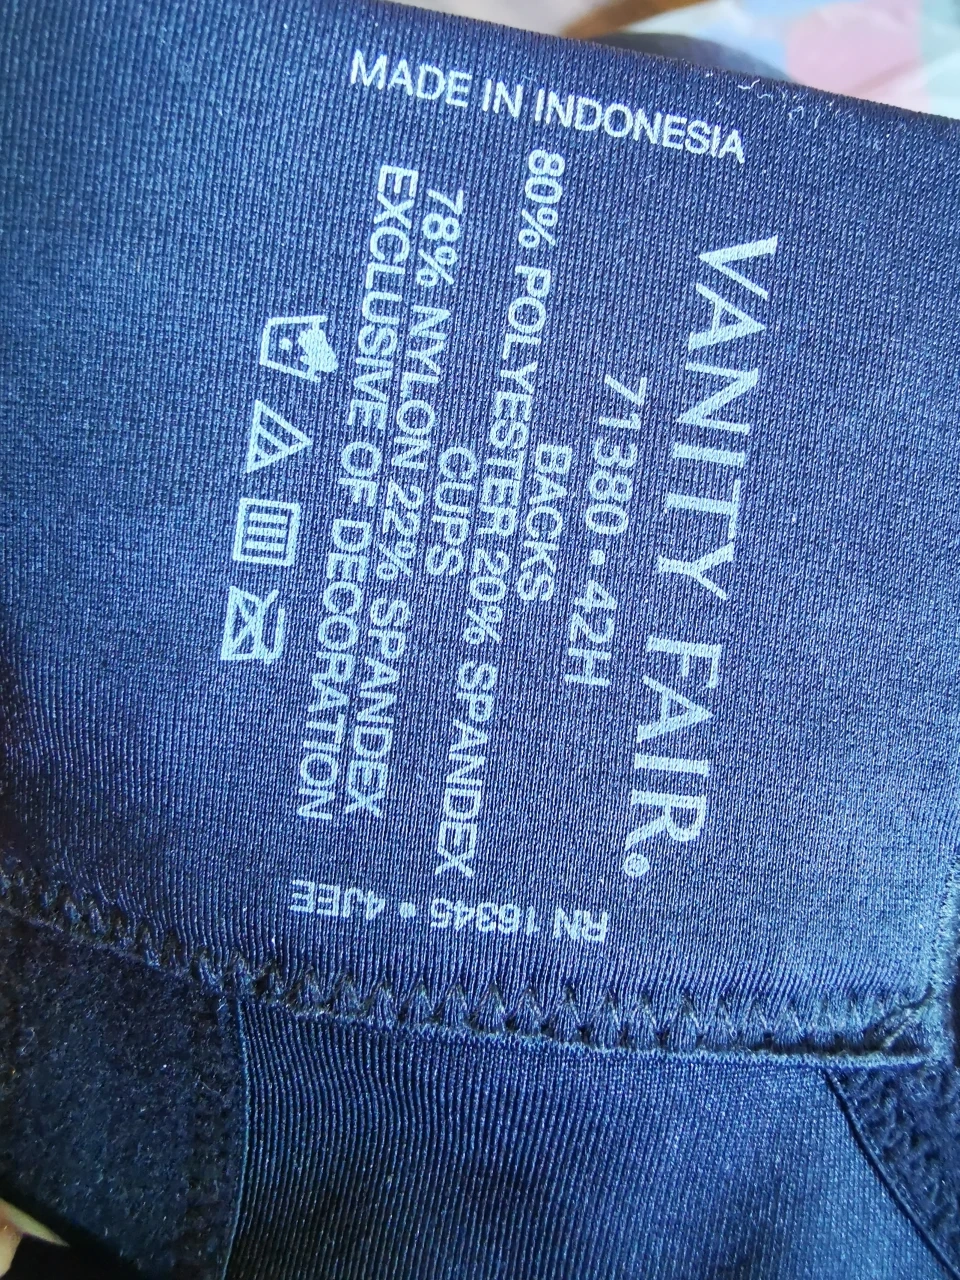 MADE IN INDONESIA
VANITY FAIR®
71380 • 42H
BACKS
80% POLYESTER 20% SPANDEX
CUPS
78% NYLON 22% SPANDEX
EXCLUSIVE OF DECORATION
RN 16345 • 4JEE